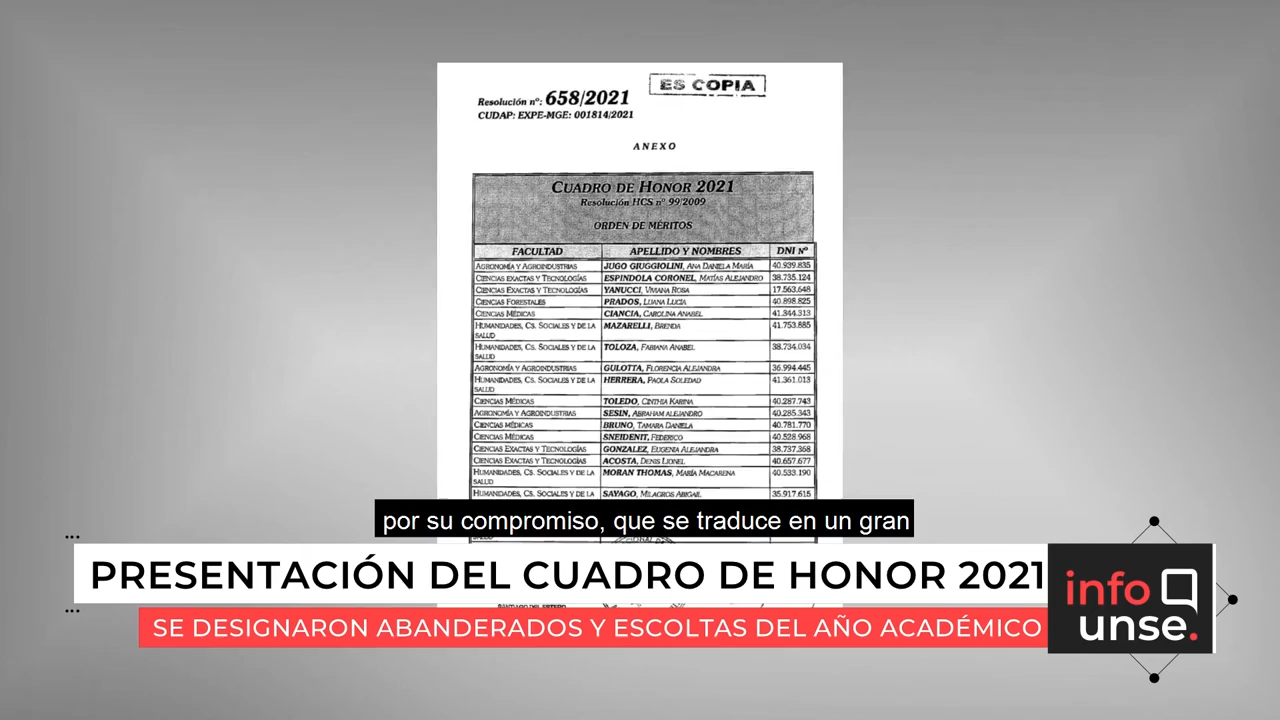 ES COPIA
Resolución nº: 658/2021
CUDAP: EXPE-MGE: 001814/2021
ANEXO
CUADRO DE HONOR 2021
Resolución HCS nº 99/2009
ORDEN DE MÉRITOS
FACULTAD APELLIDO Y NOMBRES DNI Nº
AGRONOMÍA Y AGROINDUSTRIAS JUGO GIUGGIOLINI, ANA DANIELA MARÍA 40.939.835
CIENCIAS EXACTAS Y TECNOLOGÍAS ESPINDOLA CORONEL, MATÍAS ALEJANDRO 38.735.124
CIENCIAS EXACTAS Y TECNOLOGÍAS YANUCCI, VIVIANA ROSA 17.563.648
CIENCIAS FORESTALES PRADOS, LUCIA 40.898.825
CIENCIAS MÉDICAS CIANCIA, CAROLINA ANABEL 41.344.313
HUMANIDADES, CS. SOCIALES Y DE LA MAZARELLI, BRENDA 41.753.885
SALUD
HUMANIDADES, CS. SOCIALES Y DE LA TOLOZA, FABIANA ANABEL 38.734.034
SALUD
AGRONOMÍA Y AGROINDUSTRIAS GULOTTA, FLORENCIA ALEJANDRA 36.994.445
HUMANIDADES, CS. SOCIALES Y DE LA HERRERA, PAOLA SOLEDAD 41.361.013
SALUD
CIENCIAS MÉDICAS TOLEDO, CINTHIA KARINA 40.287.743
AGRONOMÍA Y AGROINDUSTRIAS SESIN, ABRAHAM ALEJANDRO 40.285.343
CIENCIAS MÉDICAS BRUNO, TAMARA DANIELA 40.781.770
CIENCIAS MÉDICAS SNEIDENIT, FEDERICO 40.528.968
CIENCIAS EXACTAS Y TECNOLOGÍAS GONZALEZ, EUGENIA ALEJANDRA 38.737.368
CIENCIAS EXACTAS Y TECNOLOGÍAS ACOSTA, DENIS LIONEL 40.657.677
HUMANIDADES, CS. SOCIALES Y DE LA MORAN THOMAS, MARÍA MACARENA 40.533.190
SALUD
HUMANIDADES, CS. SOCIALES Y DE LA SAYAGO, MILAGROS ABIGAIL 35.917.615
por su compromiso, que se traduce en un gran
PRESENTACIÓN DEL CUADRO DE HONOR 2021
SE DESIGNARON ABANDERADOS Y ESCOLTAS DEL AÑO ACADÉMICO
info
unse.